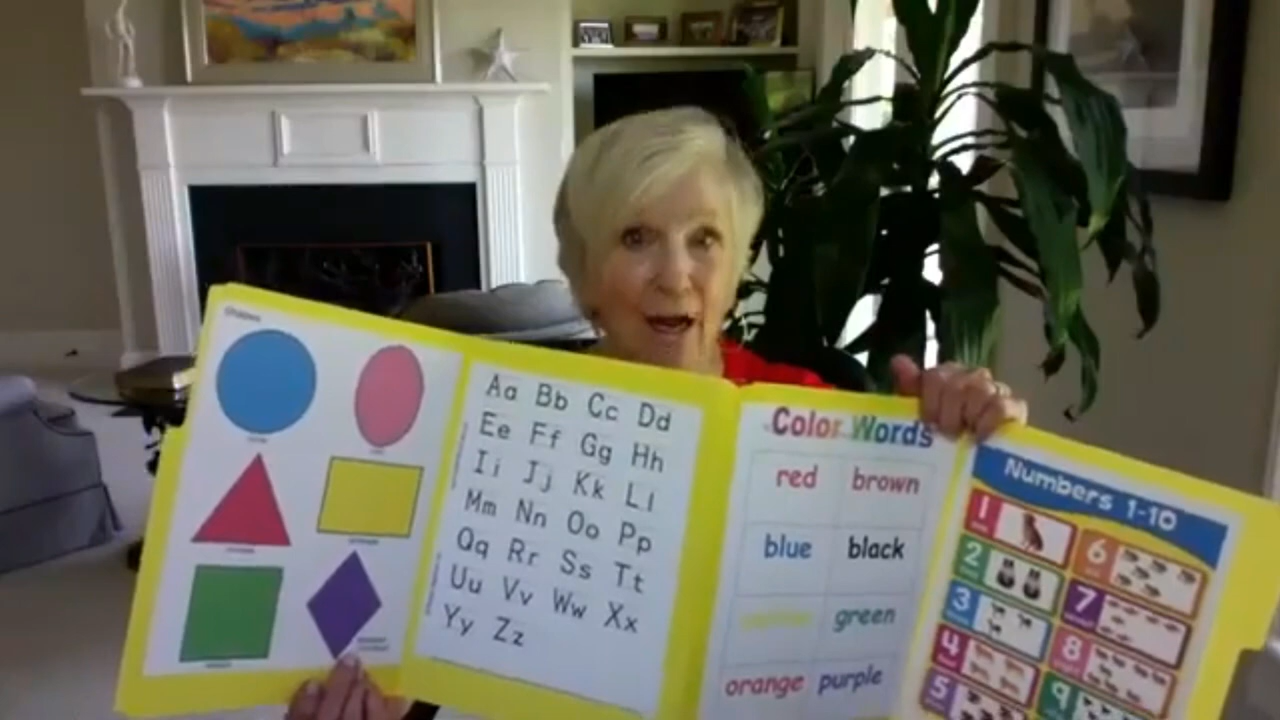 Shapes
Aa Bb Cc Dd
Ee Ff Gg Hh
Ii Jj Kk Ll
Mm Nn Oo Pp
Qq Rr Ss Tt
Uu Vv Ww Xx
Yy Zz
Color Words
red brown
blue black
yellow green
orange purple
Numbers 1-10
1 6
2 7
3 8
4 9
5